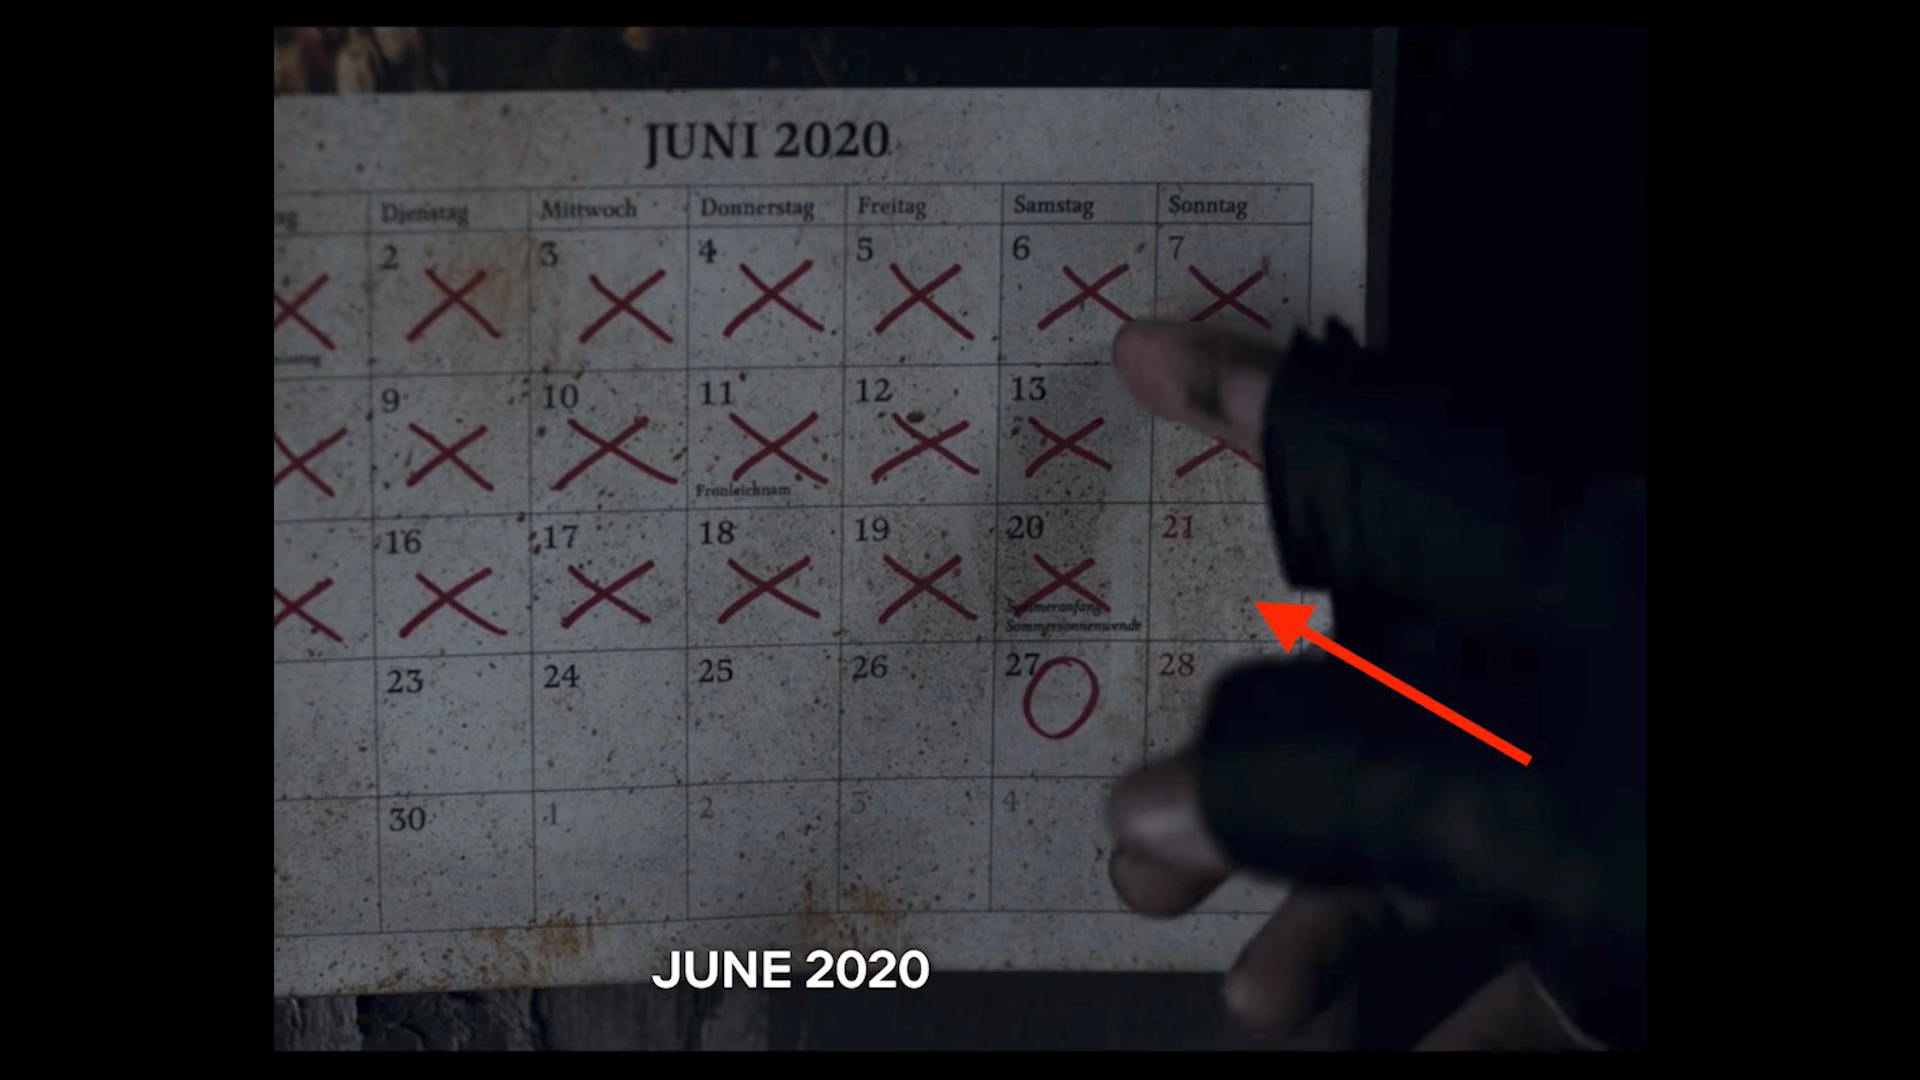 JUNI 2020
Dienstag Mittwoch Donnerstag Freitag Samstag Sonntag
2 3 4 5 6 7
9 10 11 12 13
Fronleichnam
16 17 18 19 20 21
Sommeranfang
Sommersonnenwende
23 24 25 26 27 28
30 1 2 3 4
JUNE 2020